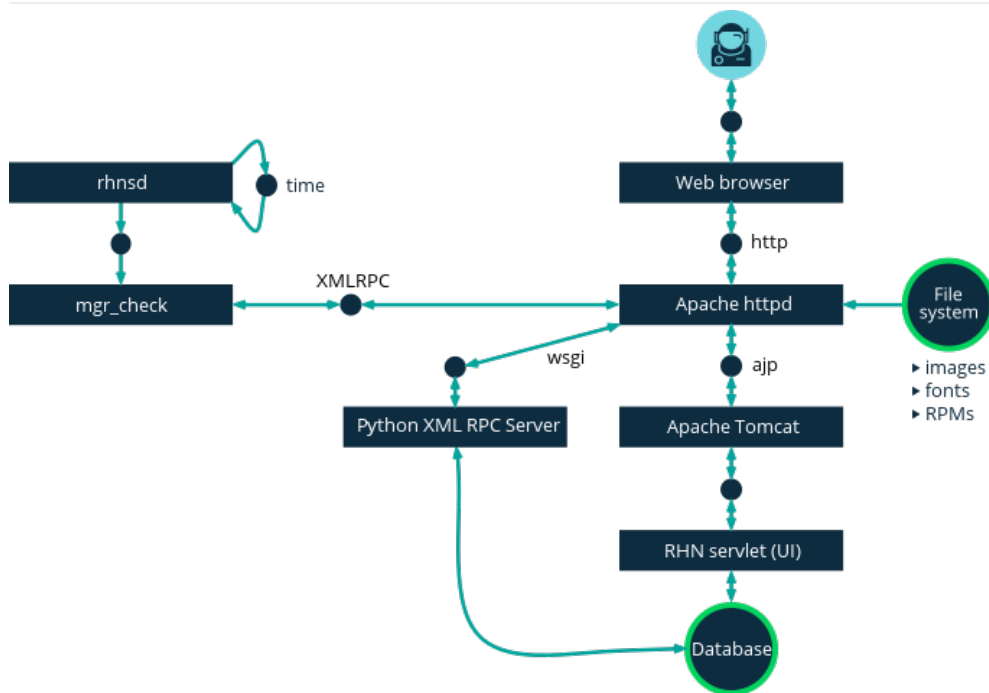 rhnsd
time
Web browser
http
XMLRPC
mgr_check
Apache httpd
File
system
wsgi
ajp
▸ images
▸ fonts
▸ RPMs
Python XML RPC Server
Apache Tomcat
RHN servlet (UI)
Database